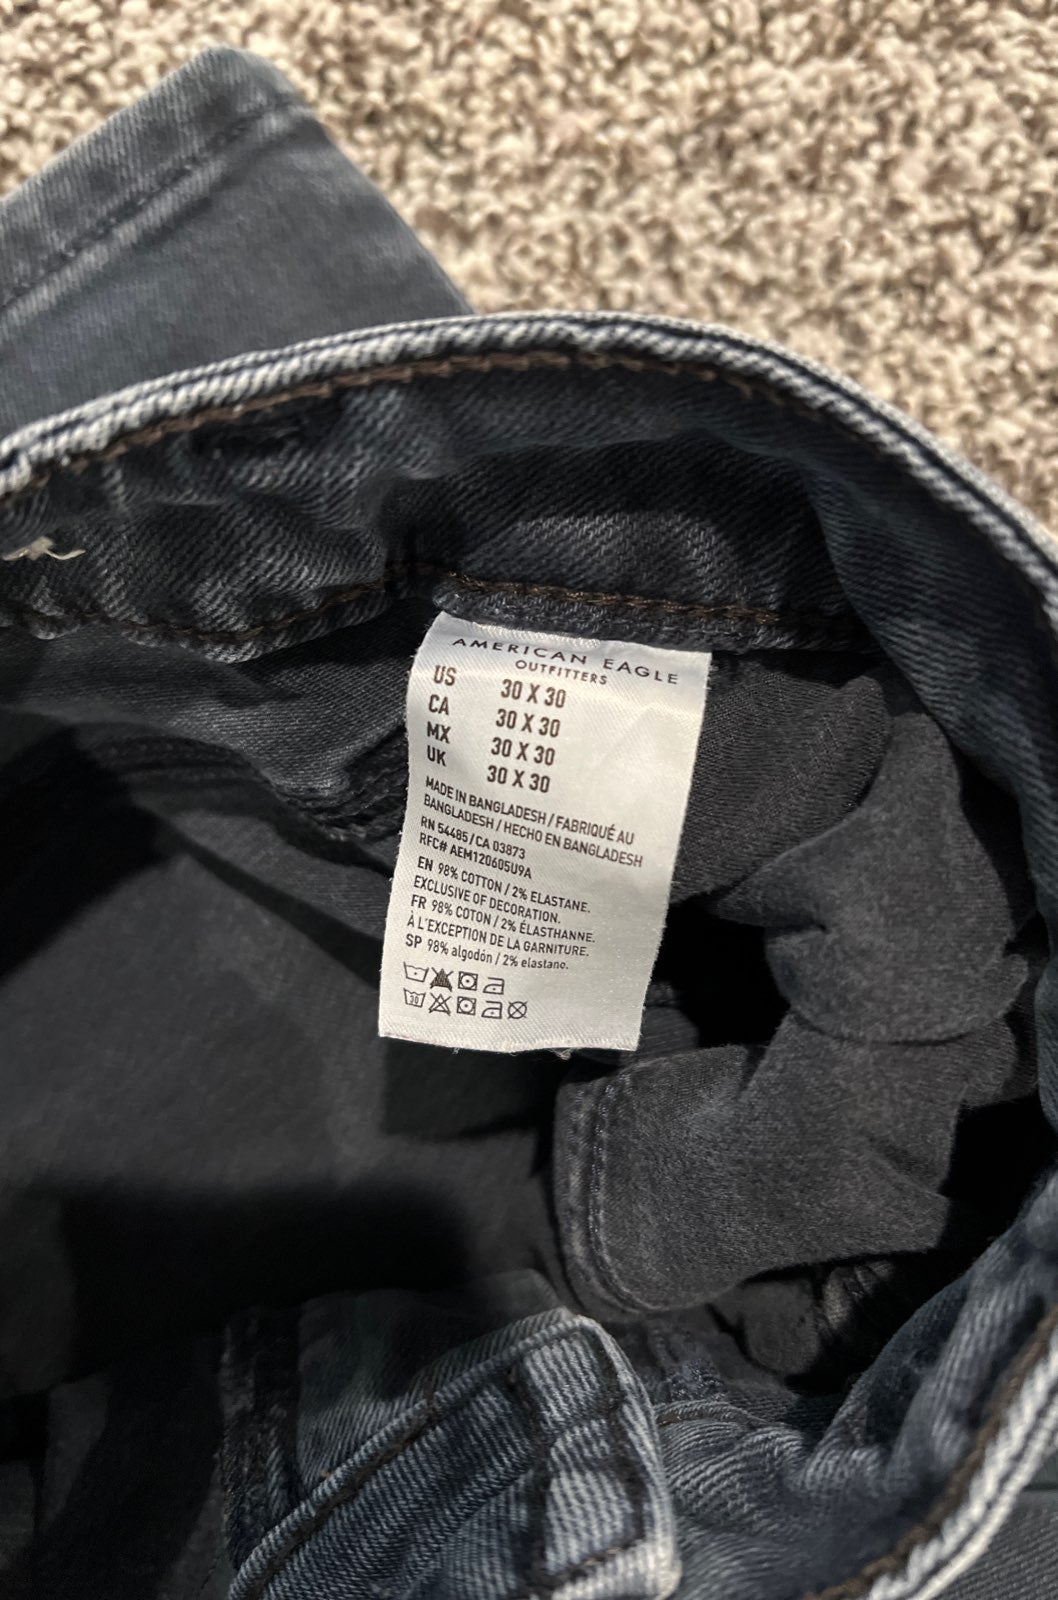 AMERICAN EAGLE
OUTFITTERS
US 30 X 30
CA 30 X 30
MX 30 X 30
UK 30 X 30
MADE IN BANGLADESH / FABRIQUÉ AU
BANGLADESH / HECHO EN BANGLADESH
RN 54485 / CA 03873
RFC# AEM120605U9A
EN 98% COTTON / 2% ELASTANE.
EXCLUSIVE OF DECORATION.
FR 98% COTON / 2% ÉLASTHANNE.
À L'EXCEPTION DE LA GARNITURE.
SP 98% algodón / 2% elastano.
30